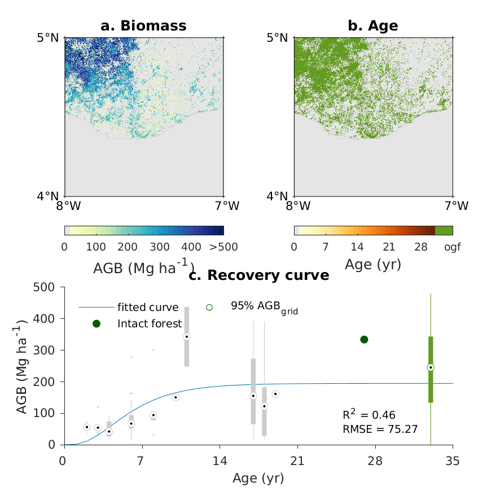 a. Biomass
b. Age
5°N
4°N
8°W
7°W
5°N
4°N
8°W
7°W
0 100 200 300 400 >500
AGB (Mg ha⁻¹)
0 7 14 21 28 ogf
Age (yr)
c. Recovery curve
500
400
300
200
100
0
AGB (Mg ha⁻¹)
fitted curve
95% AGB_grid
Intact forest
R² = 0.46
RMSE = 75.27
0 7 14 21 28 35
Age (yr)